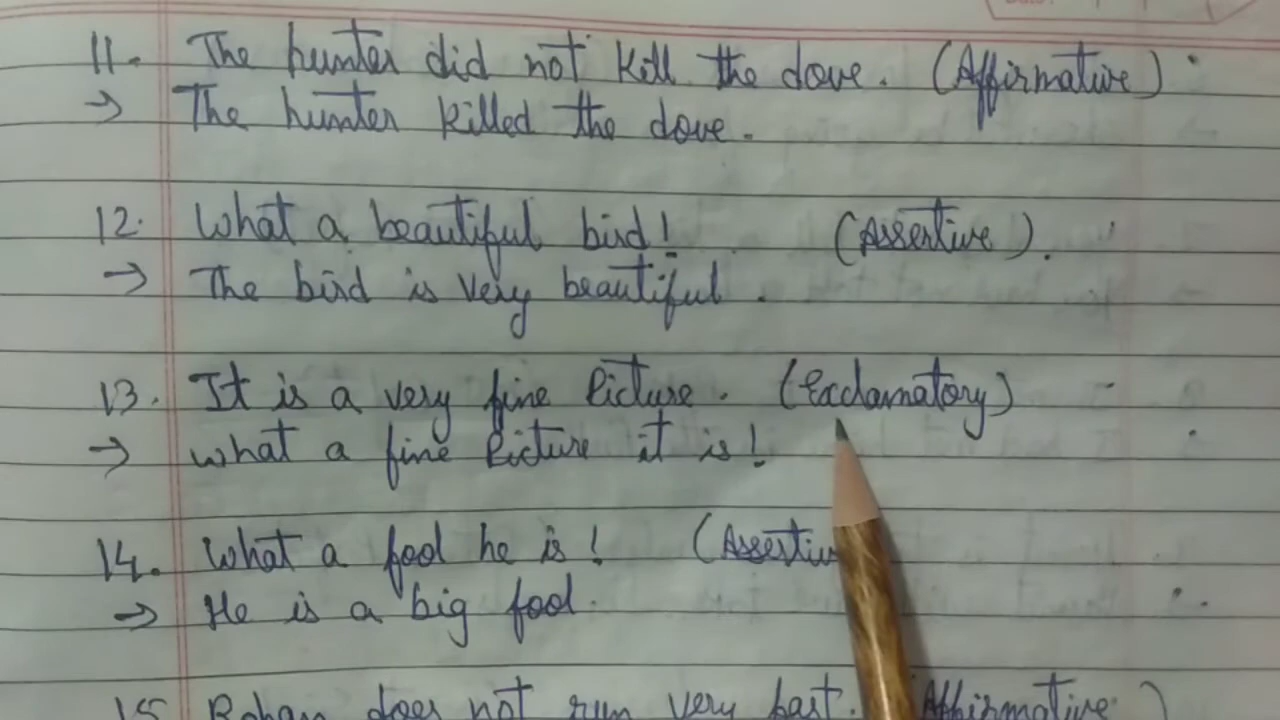 11. The hunter did not kill the dove. (Affirmative)
→ The hunter killed the dove.
12. What a beautiful bird! (Assertive).
→ The bird is very beautiful.
13. It is a very fine Picture. (Exclamatory)
→ What a fine Picture it is!
14. What a fool he is! (Assertiv
→ He is a big fool.
15 Rohan does not run very fast. (Affirmative)